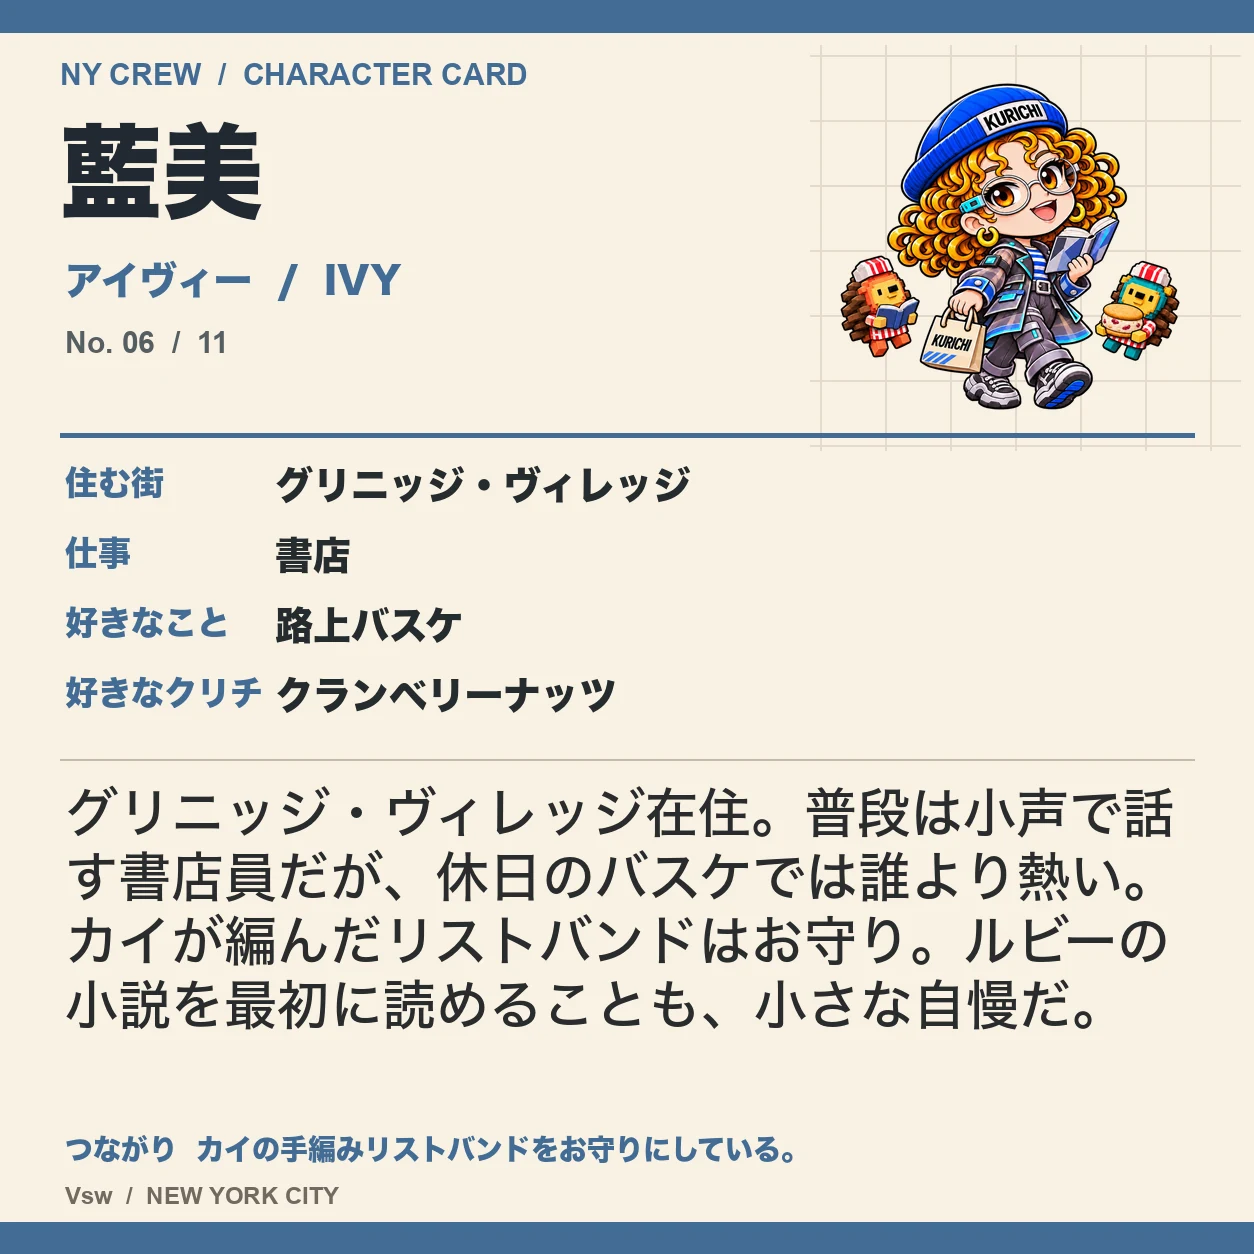 NY CREW / CHARACTER CARD
藍美
アイヴィー / IVY
No. 06 / 11
KURICHI
KURICHI
住む街 グリニッジ・ヴィレッジ
仕事 書店
好きなこと 路上バスケ
好きなクリチ クランベリーナッツ
グリニッジ・ヴィレッジ在住。普段は小声で話
す書店員だが、休日のバスケでは誰より熱い。
カイが編んだリストバンドはお守り。ルビーの
小説を最初に読めることも、小さな自慢だ。
つながり カイの手編みリストバンドをお守りにしている。
Vsw / NEW YORK CITY